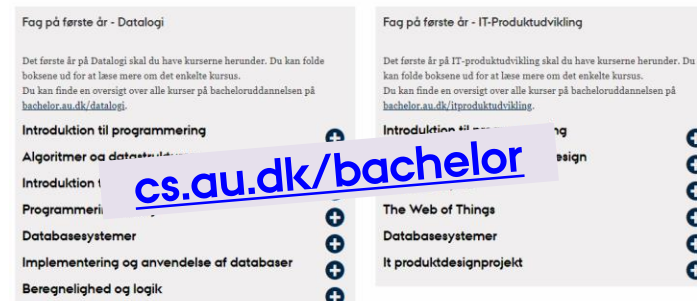 Fag på første år - Datalogi
Det første år på Datalogi skal du have kurserne herunder. Du kan folde
boksene ud for at læse mere om det enkelte kursus.
Du kan finde en oversigt over alle kurser på bacheloruddannelsen på
bachelor.au.dk/datalogi.
Introduktion til programmering
Algoritmer og
Introduktion
Databasesystemer
Implementering og anvendelse af databaser
Beregnelighed og logik
Fag på første år - IT-Produktudvikling
Det første år på IT-produktudvikling skal du have kurserne herunder. Du
kan folde boksene ud for at læse mere om det enkelte kursus.
Du kan finde en oversigt over alle kurser på bacheloruddannelsen på
bachelor.au.dk/itproduktudvikling.
Introduktion til
The Web of Things
Databasesystemer
It produktdesignprojekt
cs.au.dk/bachelor